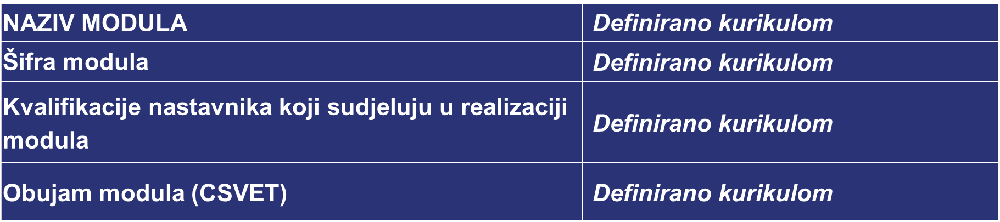 NAZIV MODULA
Definirano kurikulom
Šifra modula
Definirano kurikulom
Kvalifikacije nastavnika koji sudjeluju u realizaciji
modula
Definirano kurikulom
Obujam modula (CSVET)
Definirano kurikulom